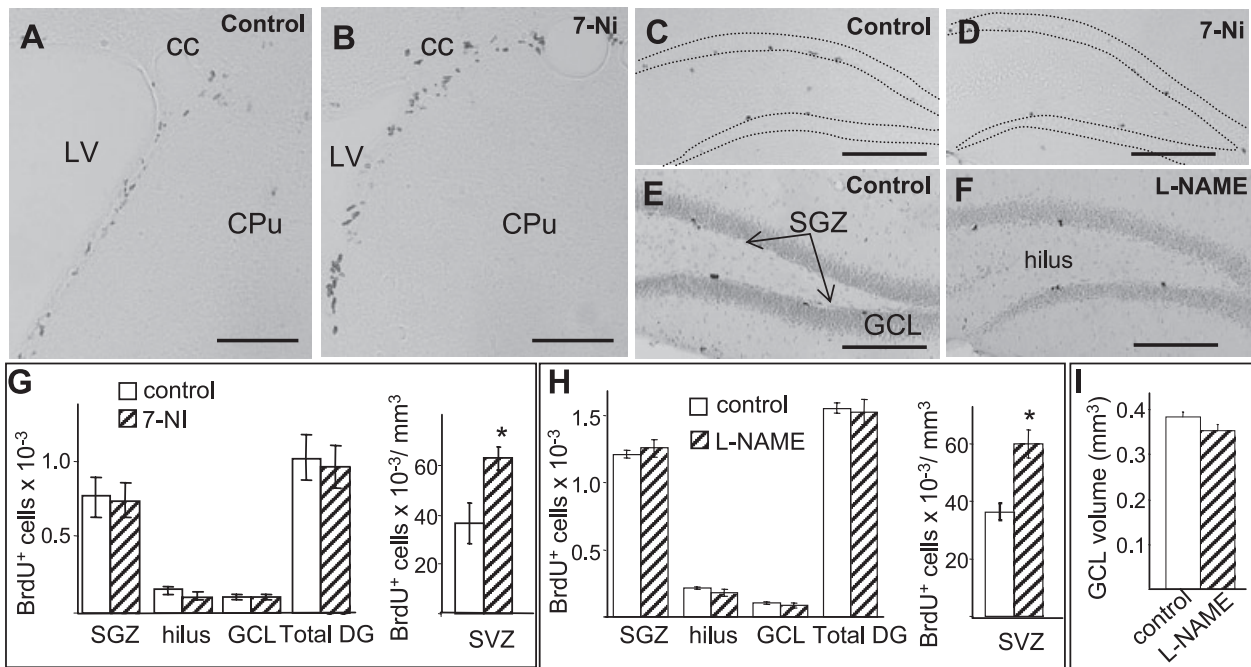 A
Control
CC
LV
CPu
B
7-Ni
CC
LV
CPu
C
Control
D
7-Ni
E
Control
SGZ
GCL
F
L-NAME
hilus
G
control
7-NI
BrdU⁺ cells x 10⁻³
1.0
0.5
SGZ hilus GCL Total DG
BrdU⁺ cells x 10⁻³/ mm³
60
40
20
*
SVZ
H
control
L-NAME
BrdU⁺ cells x 10⁻³
1.5
1.0
0.5
SGZ hilus GCL Total DG
BrdU⁺ cells x 10⁻³/ mm³
60
40
20
*
SVZ
I
GCL volume (mm³)
0.4
0.3
0.2
0.1
control
L-NAME